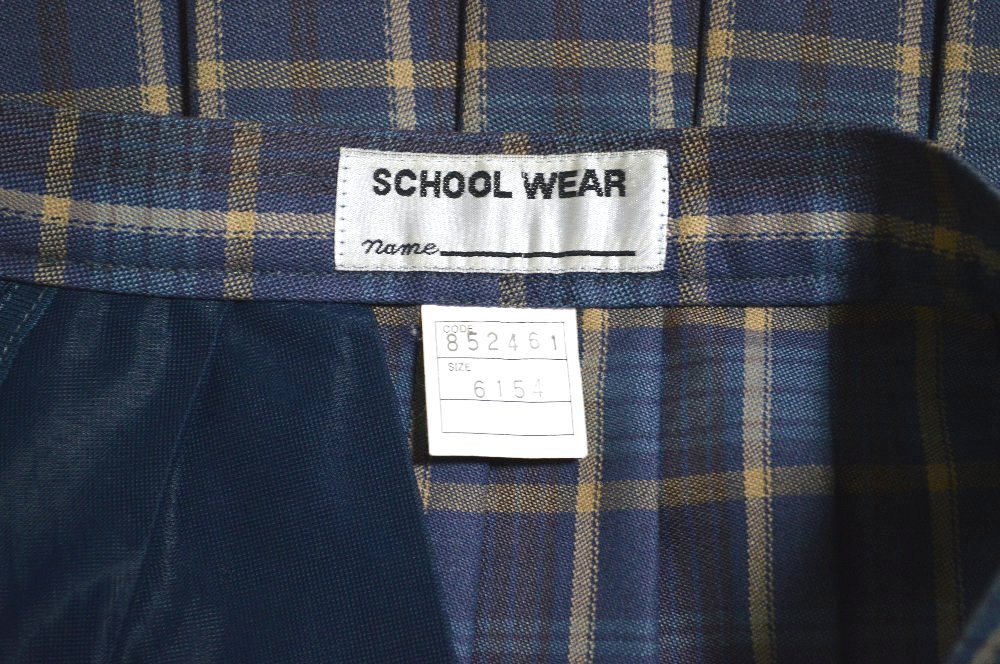 SCHOOL WEAR
Name
CODE
852461
SIZE
6154